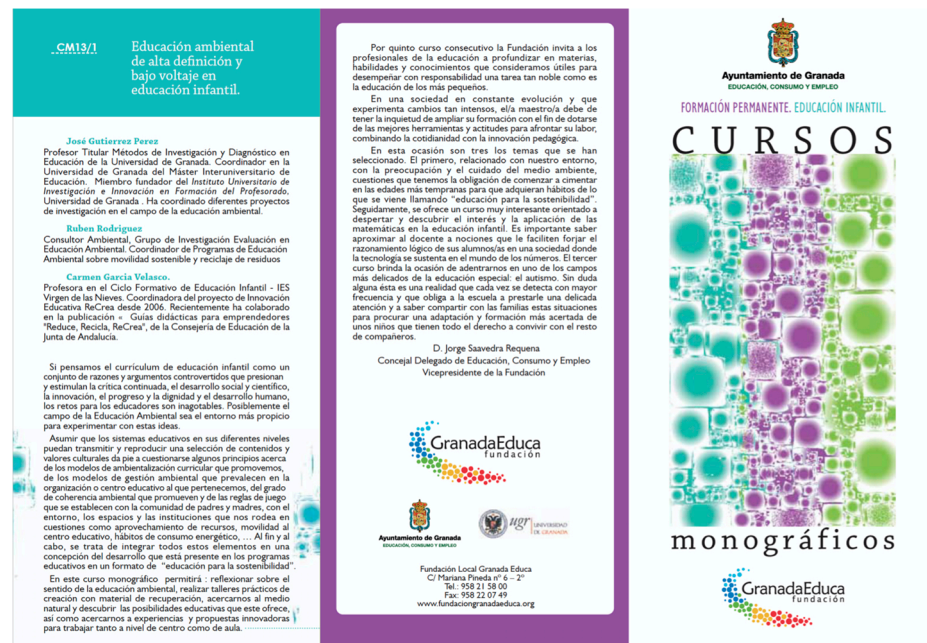 CM13/1
Educación ambiental
de alta definición y
bajo voltaje en
educación infantil.
José Gutierrez Perez
Profesor Titular Métodos de Investigación y Diagnóstico en
Educación de la Universidad de Granada. Coordinador en la
Universidad de Granada del Máster Interuniversitario de
Educación. Miembro fundador del Instituto Universitario de
Investigación e Innovación en Formación del Profesorado,
Universidad de Granada . Ha coordinado diferentes proyectos
de investigación en el campo de la educación ambiental.
Ruben Rodriguez
Consultor Ambiental, Grupo de Investigación Evaluación en
Educación Ambiental. Coordinador de Programas de Educación
Ambiental sobre movilidad sostenible y reciclaje de residuos
Carmen Garcia Velasco.
Profesora en el Ciclo Formativo de Educación Infantil - IES
Virgen de las Nieves. Coordinadora del proyecto de Innovación
Educativa ReCrea desde 2006. Recientemente ha colaborado
en la publicación « Guías didácticas para emprendedores
"Reduce, Recicla, ReCrea", de la Consejería de Educación de la
Junta de Andalucía.
Si pensamos el currículum de educación infantil como un
conjunto de razones y argumentos controvertidos que presionan
y estimulan la crítica continuada, el desarrollo social y científico,
la innovación, el progreso y la dignidad y el desarrollo humano,
los retos para los educadores son inagotables. Posiblemente el
campo de la Educación Ambiental sea el entorno más propicio
para experimentar con estas ideas.
Asumir que los sistemas educativos en sus diferentes niveles
puedan transmitir y reproducir una selección de contenidos y
valores culturales da pie a cuestionarse algunos principios acerca
de los modelos de ambientalización curricular que promovemos,
de los modelos de gestión ambiental que prevalecen en la
organización o centro educativo al que pertenecemos, del grado
de coherencia ambiental que promueven y de las reglas de juego
que se establecen con la comunidad de padres y madres, con el
entorno, los espacios y las instituciones que nos rodea en
cuestiones como aprovechamiento de recursos, movilidad al
centro educativo, hábitos de consumo energético, … Al fin y al
cabo, se trata de integrar todos estos elementos en una
concepción del desarrollo que está presente en los programas
educativos en un formato de “educación para la sostenibilidad”.
En este curso monográfico permitirá : reflexionar sobre el
sentido de la educación ambiental, realizar talleres prácticos de
creación con material de recuperación, acercarnos al medio
natural y descubrir las posibilidades educativas que este ofrece,
así como acercarnos a experiencias y propuestas innovadoras
para trabajar tanto a nivel de centro como de aula.
Por quinto curso consecutivo la Fundación invita a los
profesionales de la educación a profundizar en materias,
habilidades y conocimientos que consideramos útiles para
desempeñar con responsabilidad una tarea tan noble como es
la educación de los más pequeños.
En una sociedad en constante evolución y que
experimenta cambios tan intensos, el/a maestro/a debe de
tener la inquietud de ampliar su formación con el fin de dotarse
de las mejores herramientas y actitudes para afrontar su labor,
combinando la cotidianidad con la innovación pedagógica.
En esta ocasión son tres los temas que se han
seleccionado. El primero, relacionado con nuestro entorno,
con la preocupación y el cuidado del medio ambiente,
cuestiones que tenemos la obligación de comenzar a cimentar
en las edades más tempranas para que adquieran hábitos de lo
que se viene llamando “educación para la sostenibilidad”.
Seguidamente, se ofrece un curso muy interesante orientado a
despertar y descubrir el interés y la aplicación de las
matemáticas en la educación infantil. Es importante saber
aproximar al docente a nociones que le faciliten forjar el
razonamiento lógico de sus alumnos/as en una sociedad donde
la tecnología se sustenta en el mundo de los números. El tercer
curso brinda la ocasión de adentrarnos en uno de los campos
más delicados de la educación especial: el autismo. Sin duda
alguna ésta es una realidad que cada vez se detecta con mayor
frecuencia y que obliga a la escuela a prestarle una delicada
atención y a saber compartir con las familias estas situaciones
para procurar una adaptación y formación más acertada de
unos niños que tienen todo el derecho a convivir con el resto
de compañeros.
D. Jorge Saavedra Requena
Concejal Delegado de Educación, Consumo y Empleo
Vicepresidente de la Fundación
GranadaEduca
fundación
Ayuntamiento de Granada
EDUCACIÓN, CONSUMO Y EMPLEO
ugr
UNIVERSIDAD
DE GRANADA
Fundación Local Granada Educa
C/ Mariana Pineda nº 6 – 2º
Tel.: 958 21 58 00
Fax: 958 22 07 49
www.fundaciongranadaeduca.org
Ayuntamiento de Granada
EDUCACIÓN, CONSUMO Y EMPLEO
FORMACIÓN PERMANENTE. EDUCACIÓN INFANTIL.
CURSOS
monográficos
GranadaEduca
fundación